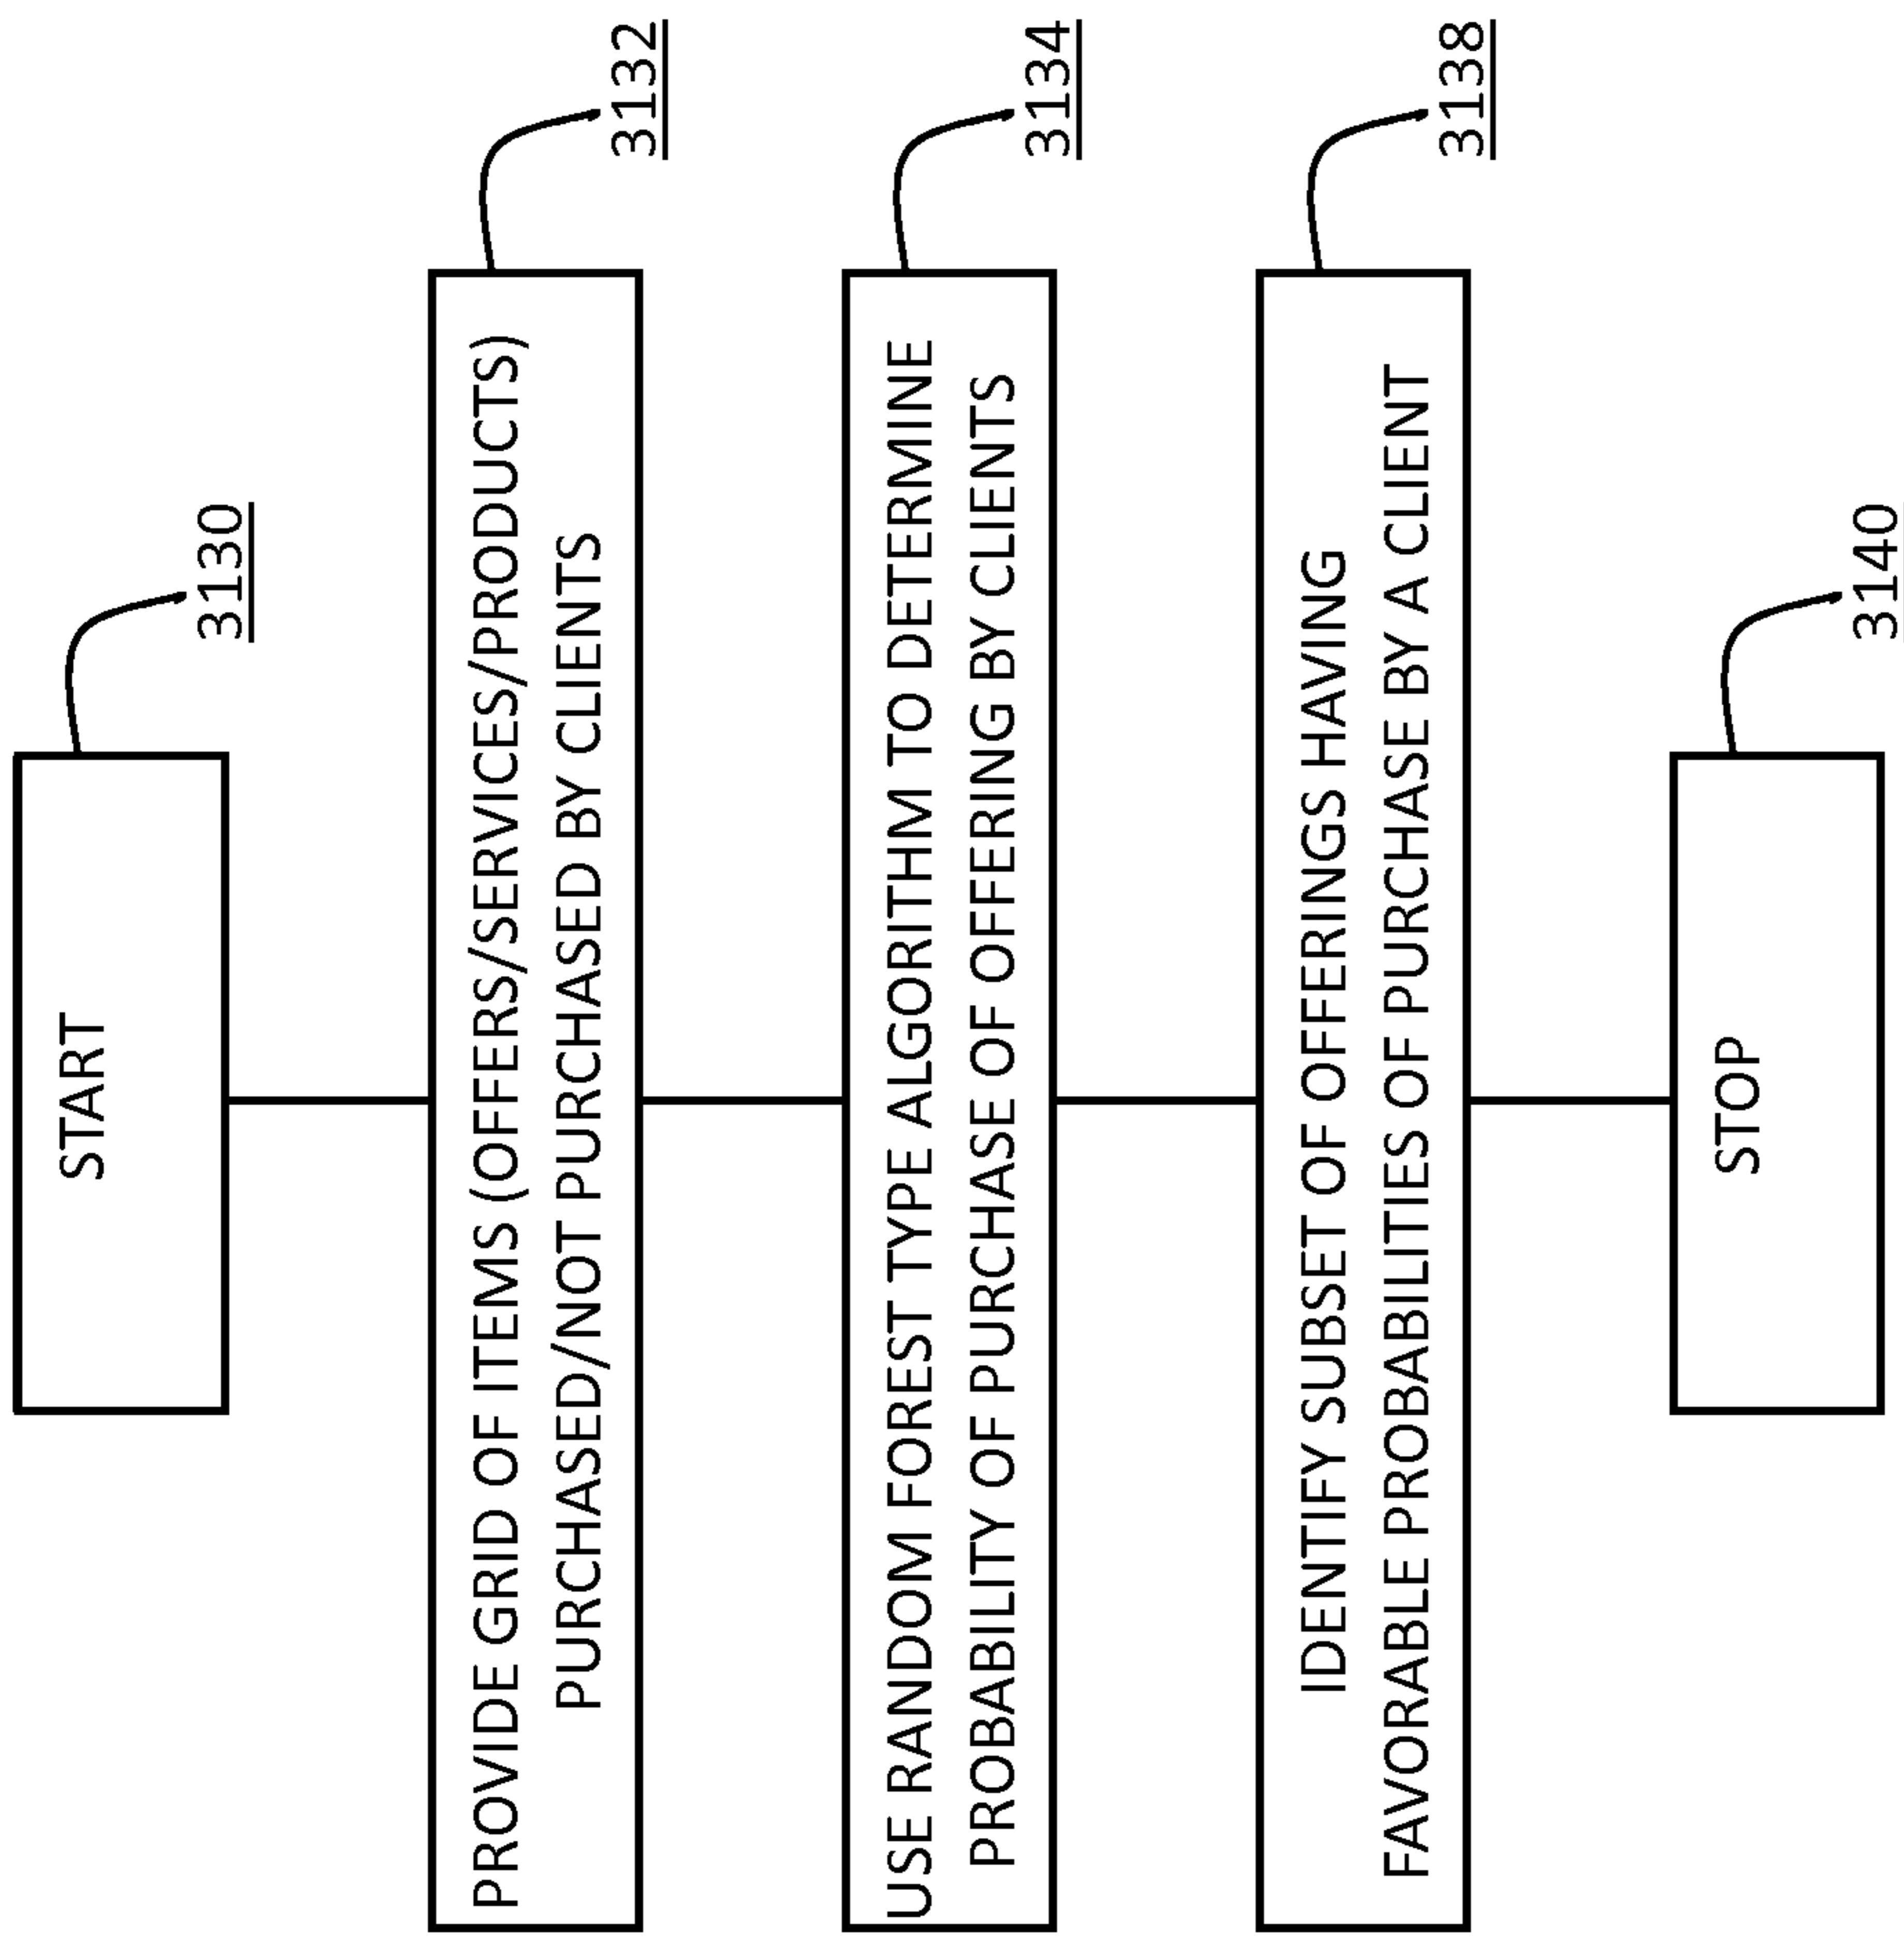 START
3130
PROVIDE GRID OF ITEMS (OFFERS/SERVICES/PRODUCTS)
PURCHASED/NOT PURCHASED BY CLIENTS
3132
USE RANDOM FOREST TYPE ALGORITHM TO DETERMINE
PROBABILITY OF PURCHASE OF OFFERING BY CLIENTS
3134
IDENTIFY SUBSET OF OFFERINGS HAVING
FAVORABLE PROBABILITIES OF PURCHASE BY A CLIENT
3138
STOP
3140